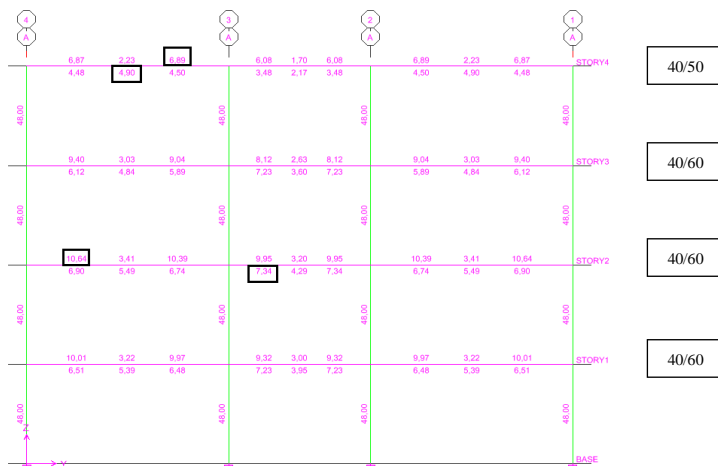 4 3 2 1
A A A A
6,87 2,23 6,89 6,08 1,70 6,08 6,89 2,23 6,87
STORY4 40/50
4,48 4,90 4,50 3,48 2,17 3,48 4,50 4,90 4,48
48,00 48,00 48,00 48,00
9,40 3,03 9,04 8,12 2,63 8,12 9,04 3,03 9,40
STORY3 40/60
6,12 4,84 5,89 7,23 3,60 7,23 5,89 4,84 6,12
48,00 48,00 48,00 48,00
10,64 3,41 10,39 9,95 3,20 9,95 10,39 3,41 10,64
STORY2 40/60
6,90 5,49 6,74 7,34 4,29 7,34 6,74 5,49 6,90
48,00 48,00 48,00 48,00
10,01 3,22 9,97 9,32 3,00 9,32 9,97 3,22 10,01
STORY1 40/60
6,51 5,39 6,48 7,23 3,95 7,23 6,48 5,39 6,51
48,00 48,00 48,00 48,00
Z
Y BASE